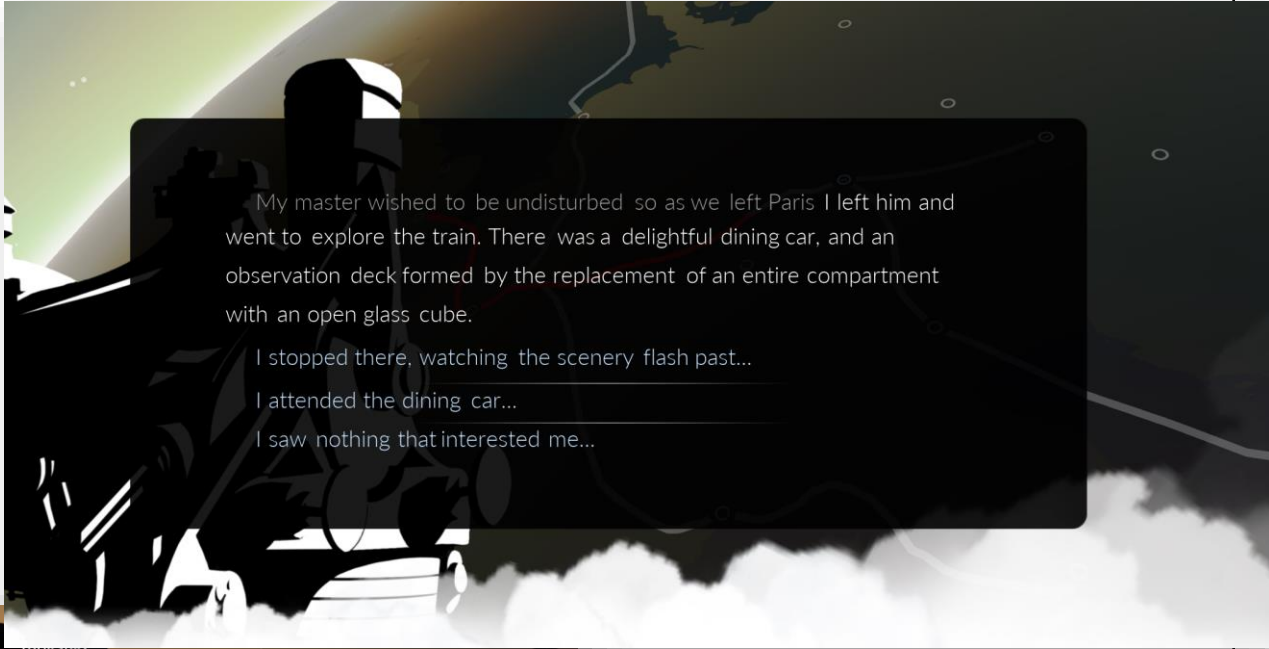 My master wished to be undisturbed so as we left Paris I left him and
went to explore the train. There was a delightful dining car, and an
observation deck formed by the replacement of an entire compartment
with an open glass cube.
I stopped there, watching the scenery flash past...
I attended the dining car...
I saw nothing that interested me...